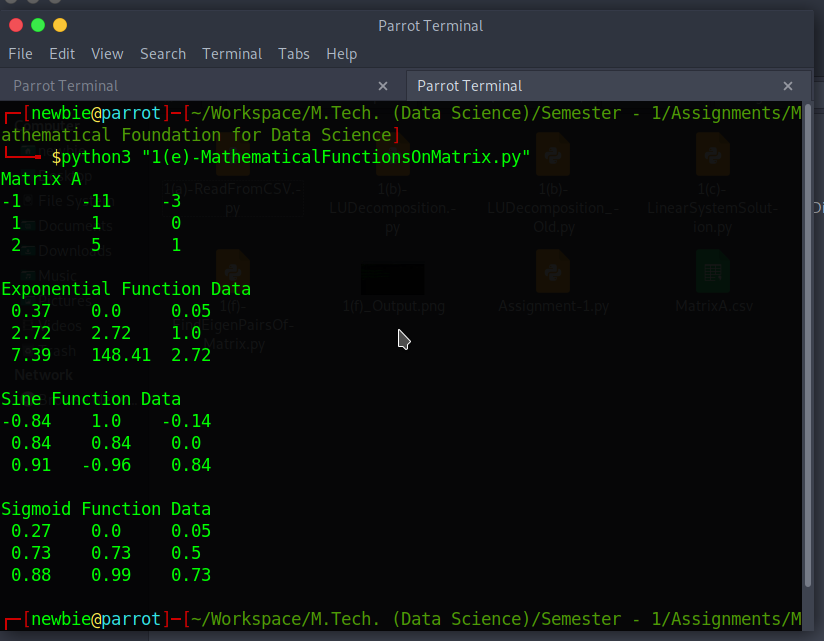 Parrot Terminal
File Edit View Search Terminal Tabs Help
Parrot Terminal × Parrot Terminal ×
┌─[newbie@parrot]─[~/Workspace/M.Tech. (Data Science)/Semester - 1/Assignments/M
athematical Foundation for Data Science]
└──╼ $python3 "1(e)-MathematicalFunctionsOnMatrix.py"
Matrix A
-1 -11 -3
1 1 0
2 5 1
Exponential Function Data
0.37 0.0 0.05
2.72 2.72 1.0
7.39 148.41 2.72
Sine Function Data
-0.84 1.0 -0.14
0.84 0.84 0.0
0.91 -0.96 0.84
Sigmoid Function Data
0.27 0.0 0.05
0.73 0.73 0.5
0.88 0.99 0.73
┌─[newbie@parrot]─[~/Workspace/M.Tech. (Data Science)/Semester - 1/Assignments/M
1(a)-ReadFromCSV.-
py
1(b)-
LUDecomposition.-
py
1(b)-
LUDecomposition_-
Old.py
1(c)-
LinearSystemSolut-
ion.py
1(f)-
EigenPairsOf-
Matrix.py
1(f)_Output.png
Assignment-1.py
MatrixA.csv
File System
Documents
Downloads
Music
Network